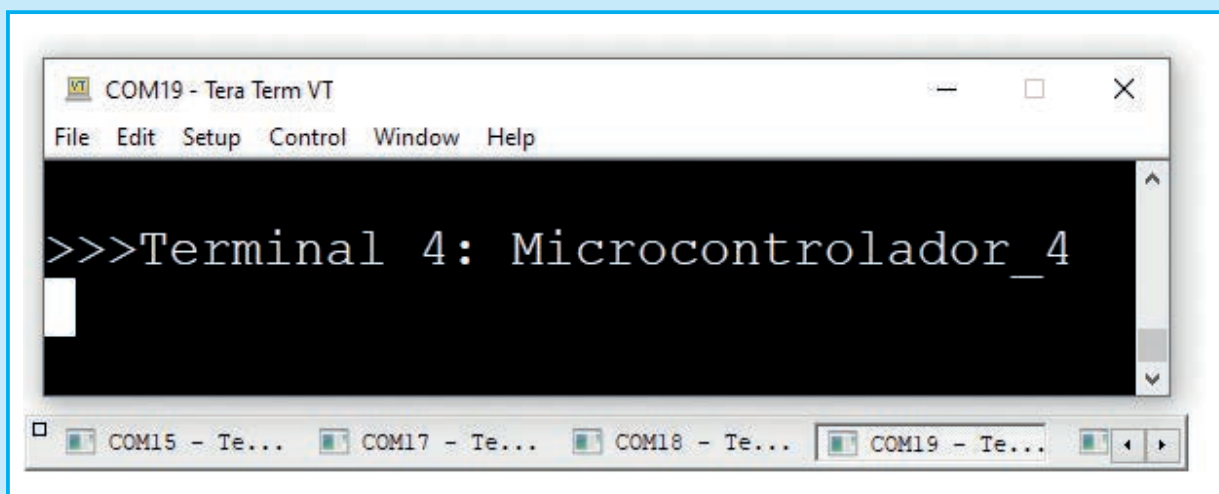 COM19 - Tera Term VT
File Edit Setup Control Window Help
>>>Terminal 4: Microcontrolador_4
COM15 - Te... COM17 - Te... COM18 - Te... COM19 - Te...